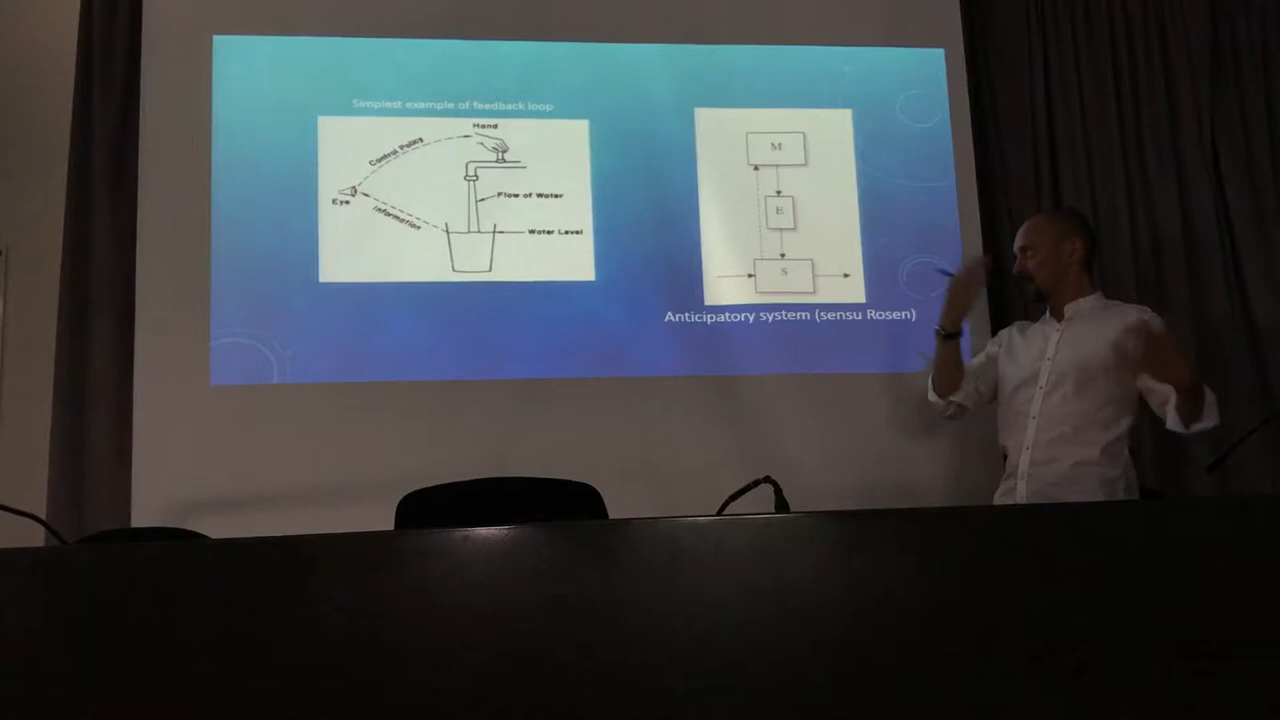 Simplest example of feedback loop
Hand
Control Policy
Eye
Flow of Water
Information
Water Level
M
E
S
Anticipatory system (sensu Rosen)